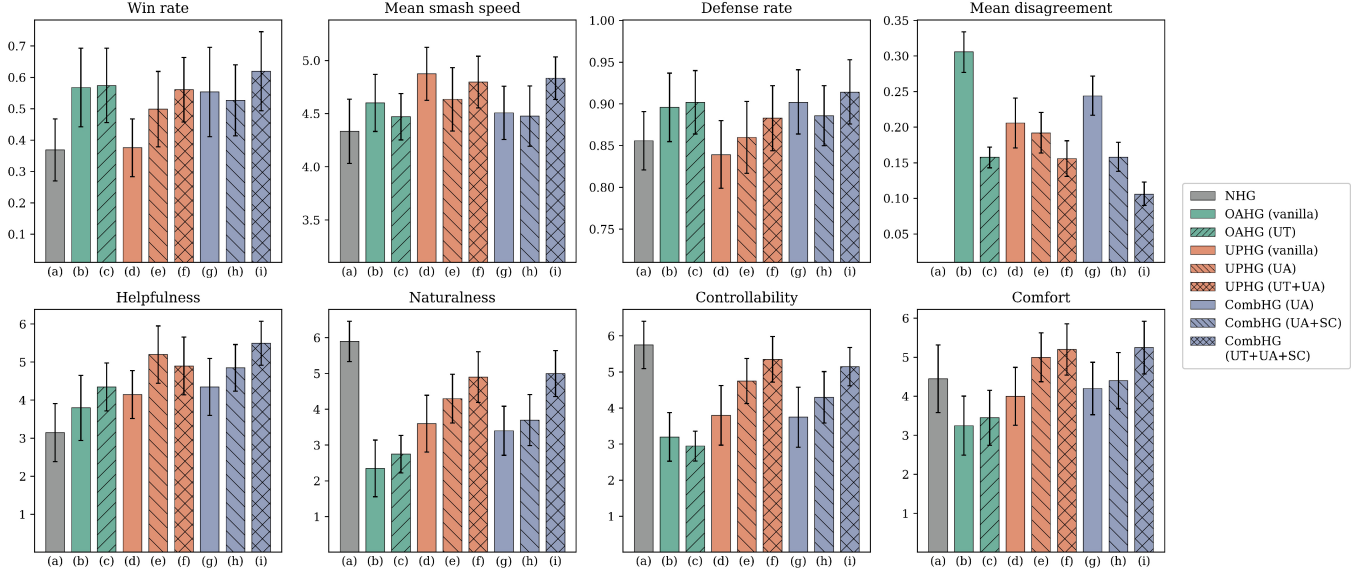 Win rate
0.7
0.6
0.5
0.4
0.3
0.2
0.1
(a) (b) (c) (d) (e) (f) (g) (h) (i)
Mean smash speed
5.0
4.5
4.0
3.5
(a) (b) (c) (d) (e) (f) (g) (h) (i)
Defense rate
1.00
0.95
0.90
0.85
0.80
0.75
(a) (b) (c) (d) (e) (f) (g) (h) (i)
Mean disagreement
0.35
0.30
0.25
0.20
0.15
0.10
0.05
(a) (b) (c) (d) (e) (f) (g) (h) (i)
Helpfulness
6
5
4
3
2
1
(a) (b) (c) (d) (e) (f) (g) (h) (i)
Naturalness
6
5
4
3
2
1
(a) (b) (c) (d) (e) (f) (g) (h) (i)
Controllability
6
5
4
3
2
1
(a) (b) (c) (d) (e) (f) (g) (h) (i)
Comfort
6
5
4
3
2
1
(a) (b) (c) (d) (e) (f) (g) (h) (i)
NHG
OAHG (vanilla)
OAHG (UT)
UPHG (vanilla)
UPHG (UA)
UPHG (UT+UA)
CombHG (UA)
CombHG (UA+SC)
CombHG
(UT+UA+SC)